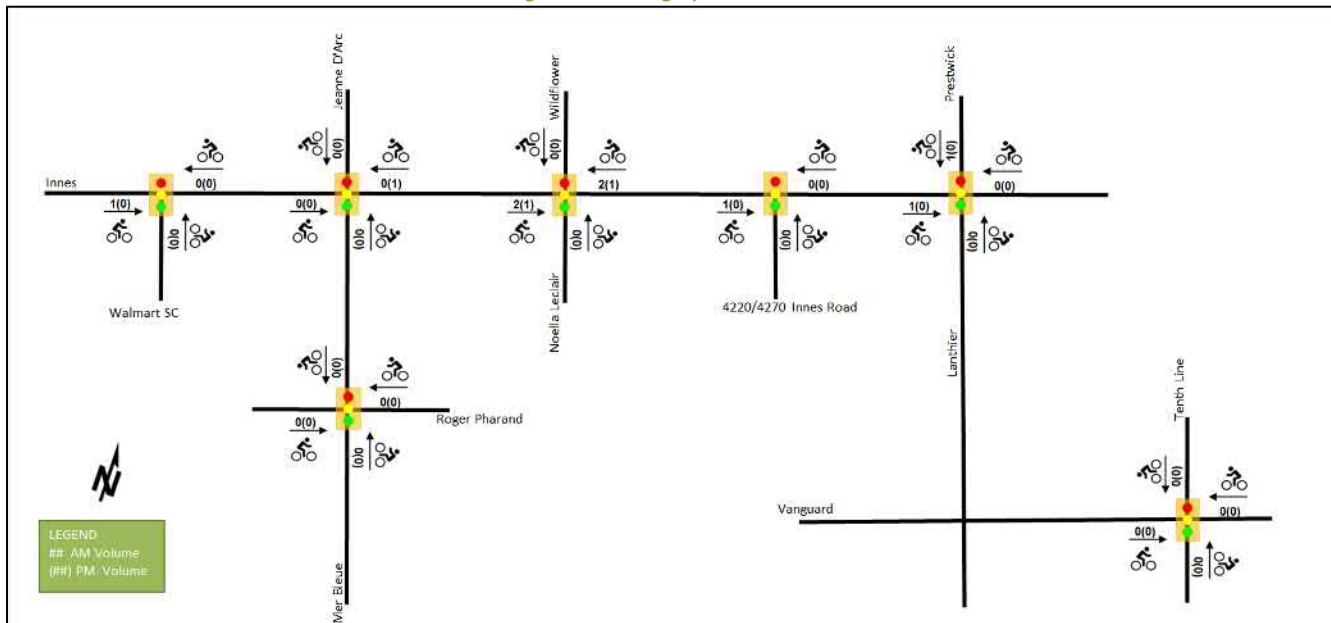 Jeanne D'Arc
Wildflower
Prestwick
0(0)
0(0)
1(0)
Innes
0(0)
0(1)
2(1)
0(0)
0(0)
1(0)
0(0)
2(1)
1(0)
1(0)
0(0)
0(0)
0(0)
0(0)
0(0)
Walmart SC
Noella Leclair
4220/4270 Innes Road
Lanthier
0(0)
0(0)
Roger Pharand
0(0)
0(0)
Tenth Line
0(0)
N
Vanguard
0(0)
0(0)
0(0)
LEGEND
## AM Volume
(##) PM Volume
Mer Bleue